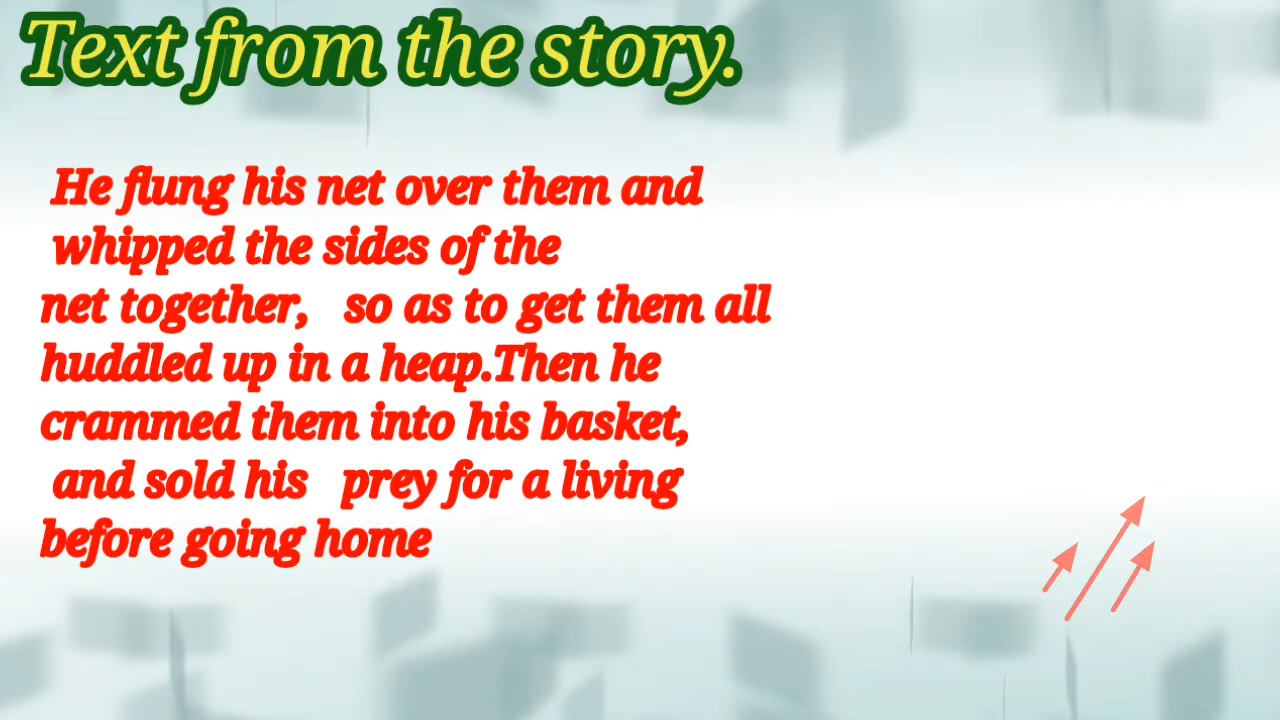 Text from the story.
He flung his net over them and
whipped the sides of the
net together, so as to get them all
huddled up in a heap.Then he
crammed them into his basket,
and sold his prey for a living
before going home